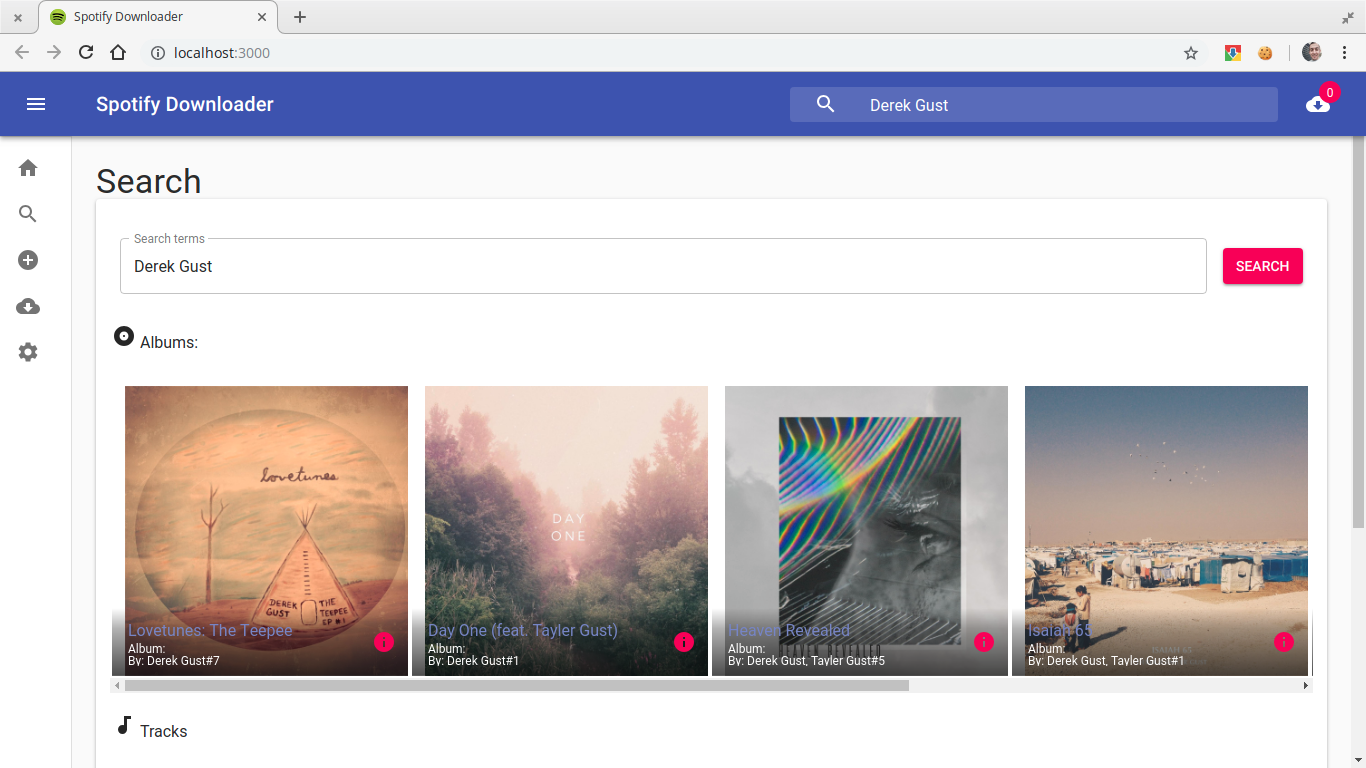 Spotify Downloader
localhost:3000
Spotify Downloader
Derek Gust
0
Search
Search terms
Derek Gust
SEARCH
Albums:
lovetunes
DEREK GUST
THE TEEPEE
EP #1
Lovetunes: The Teepee
Album:
By: Derek Gust#7
DAY
ONE
Day One (feat. Tayler Gust)
Album:
By: Derek Gust#1
Heaven Revealed
Album:
By: Derek Gust, Tayler Gust#5
ISAIAH 65
Isaiah 65
Album:
By: Derek Gust, Tayler Gust#1
Tracks